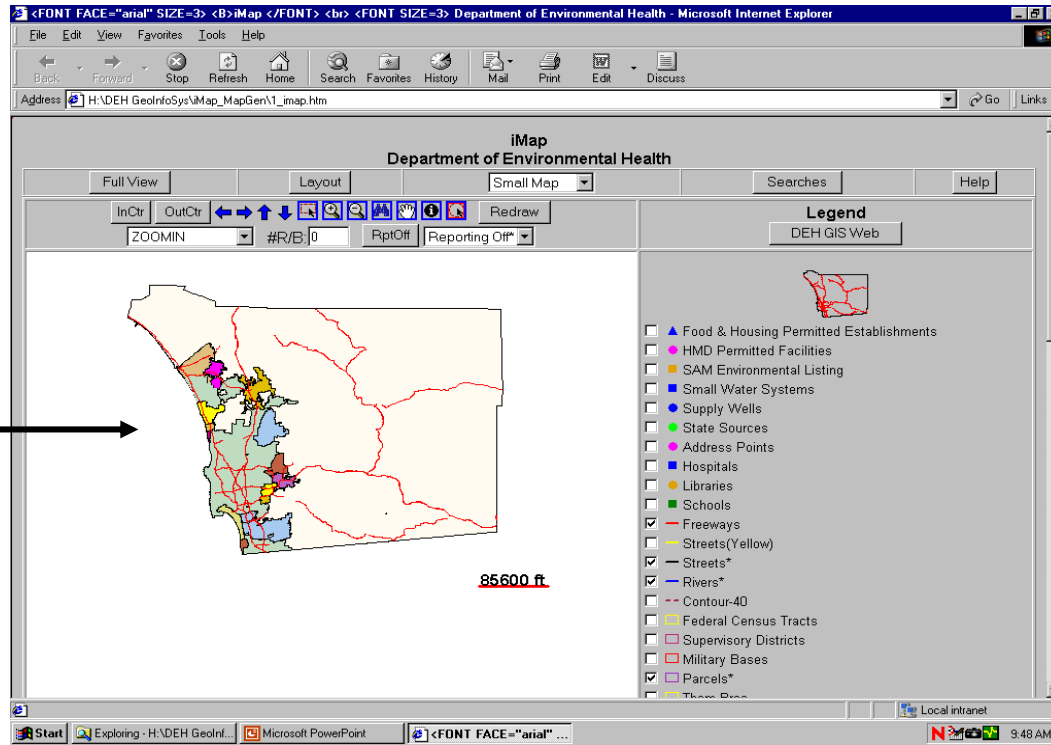 <FONT FACE="arial" SIZE=3> <B>iMap </FONT> <br> <FONT SIZE=3> Department of Environmental Health - Microsoft Internet Explorer
File Edit View Favorites Tools Help
Back Forward Stop Refresh Home Search Favorites History Mail Print Edit Discuss
Address H:\DEH GeoInfoSys\iMap_MapGen\1_imap.htm Go Links
iMap
Department of Environmental Health
Full View Layout Small Map Searches Help
InCtr OutCtr Redraw
ZOOMIN #R/B: 0 RptOff Reporting Off*
Legend
DEH GIS Web
85600 ft
Food & Housing Permitted Establishments
HMD Permitted Facilities
SAM Environmental Listing
Small Water Systems
Supply Wells
State Sources
Address Points
Hospitals
Libraries
Schools
Freeways
Streets(Yellow)
Streets*
Rivers*
Contour-40
Federal Census Tracts
Supervisory Districts
Military Bases
Parcels*
Local intranet
Start Exploring - H:\DEH GeoInf... Microsoft PowerPoint <FONT FACE="arial" ... 9:48 AM